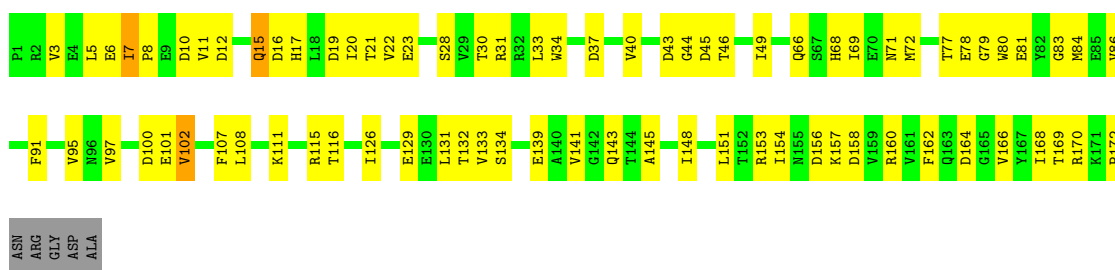 P1 R2 V3 E4 L5 E6 I7 P8 E9 D10 V11 D12 Q15 D16 H17 L18 D19 I20 T21 V22 E23 S28 V29 T30 R31 R32 L33 W34 D37 V40 D43 G44 D45 T46 I49 Q66 S67 H68 I69 E70 N71 M72 T77 E78 G79 W80 E81 Y82 G83 M84 E85
F91 V95 N96 V97 D100 E101 V102 F107 L108 K111 R115 T116 I126 E129 E130 L131 T132 V133 S134 E139 A140 V141 G142 Q143 T144 A145 I148 L151 T152 R153 I154 N155 D156 K157 D158 V159 R160 V161 F162 Q163 D164 G165 V166 Y167 I168 T169 R170 K171
ASN ARG GLY ASP ALA